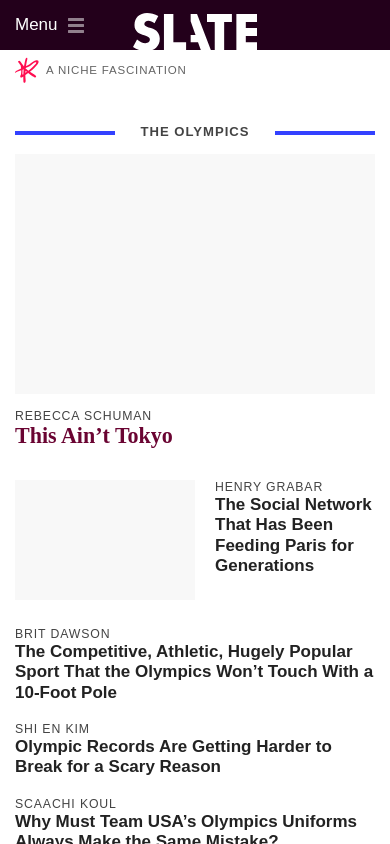 Menu
SLATE
A NICHE FASCINATION
THE OLYMPICS
REBECCA SCHUMAN
This Ain’t Tokyo
HENRY GRABAR
The Social Network
That Has Been
Feeding Paris for
Generations
BRIT DAWSON
The Competitive, Athletic, Hugely Popular
Sport That the Olympics Won’t Touch With a
10-Foot Pole
SHI EN KIM
Olympic Records Are Getting Harder to
Break for a Scary Reason
SCAACHI KOUL
Why Must Team USA’s Olympics Uniforms
Always Make the Same Mistake?